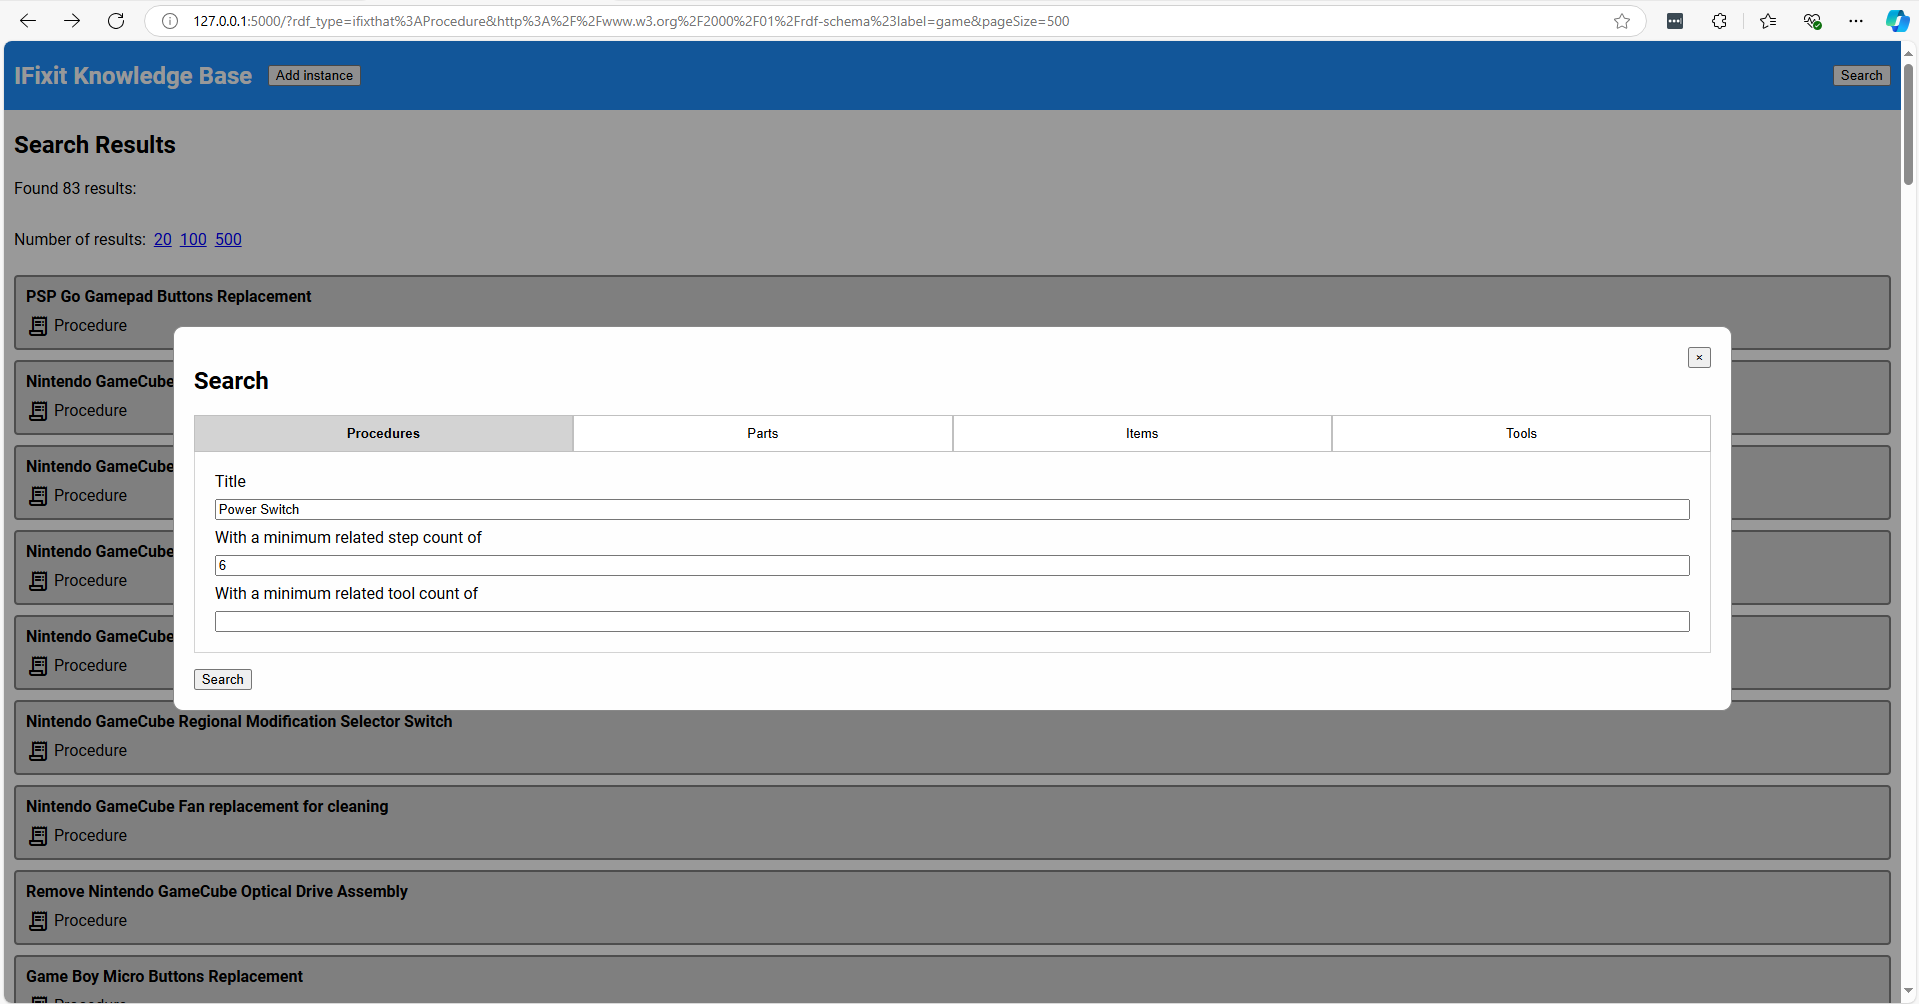 127.0.0.1:5000/?rdf_type=ifixthat%3AProcedure&http%3A%2F%2Fwww.w3.org%2F2000%2F01%2Frdf-schema%23label=game&pageSize=500
IFixit Knowledge Base Add instance Search
Search Results
Found 83 results:
Number of results: 20 100 500
PSP Go Gamepad Buttons Replacement
Procedure
Nintendo GameCube
Procedure
Nintendo GameCube
Procedure
Nintendo GameCube
Procedure
Nintendo GameCube
Procedure
×
Search
Procedures Parts Items Tools
Title
Power Switch
With a minimum related step count of
6
With a minimum related tool count of
Search
Nintendo GameCube Regional Modification Selector Switch
Procedure
Nintendo GameCube Fan replacement for cleaning
Procedure
Remove Nintendo GameCube Optical Drive Assembly
Procedure
Game Boy Micro Buttons Replacement
Procedure